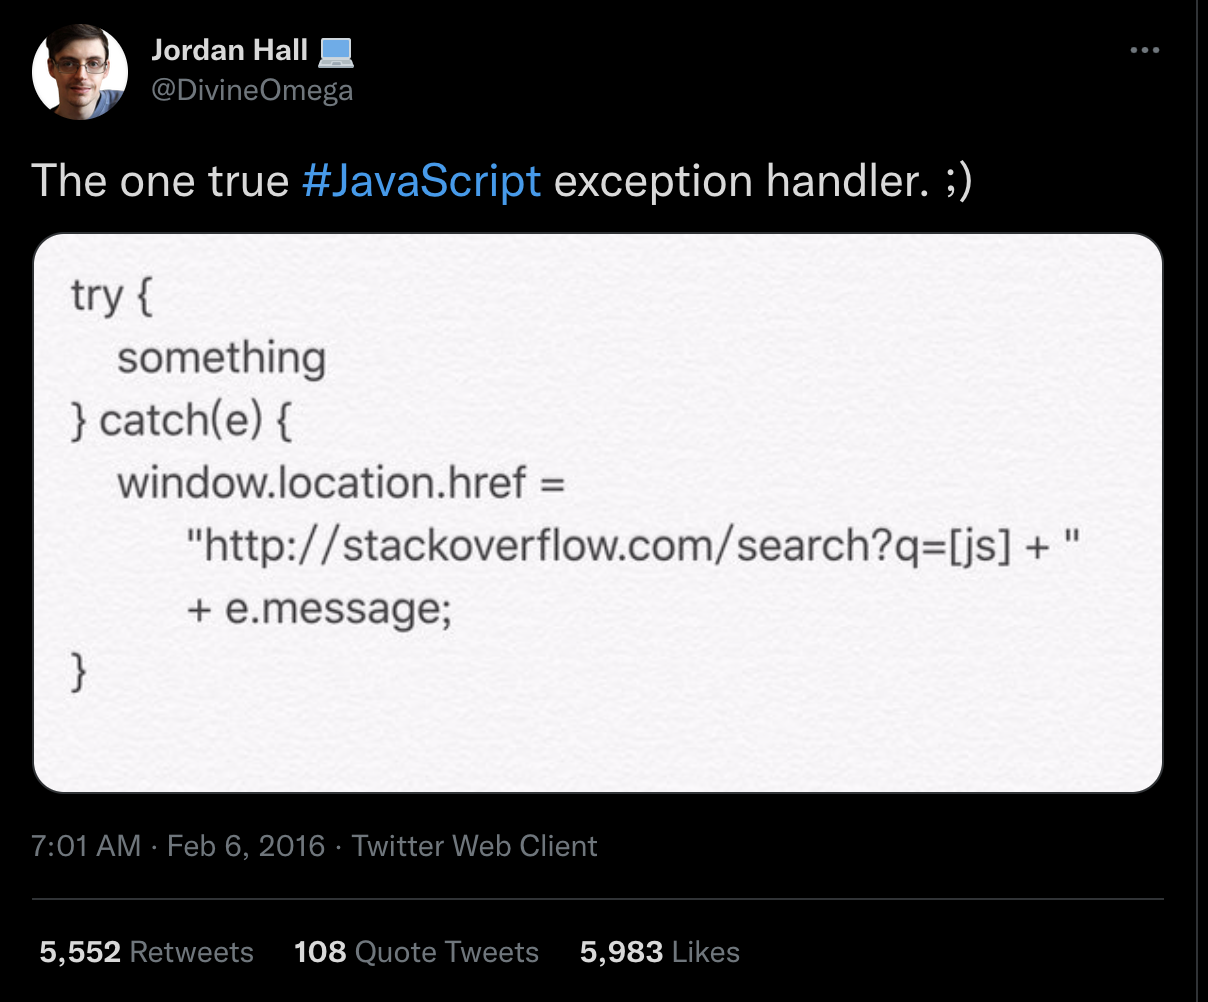 Jordan Hall 💻
@DivineOmega
The one true #JavaScript exception handler. ;)
try {
something
} catch(e) {
window.location.href =
"http://stackoverflow.com/search?q=[js] + "
+ e.message;
}
7:01 AM · Feb 6, 2016 · Twitter Web Client
5,552 Retweets 108 Quote Tweets 5,983 Likes